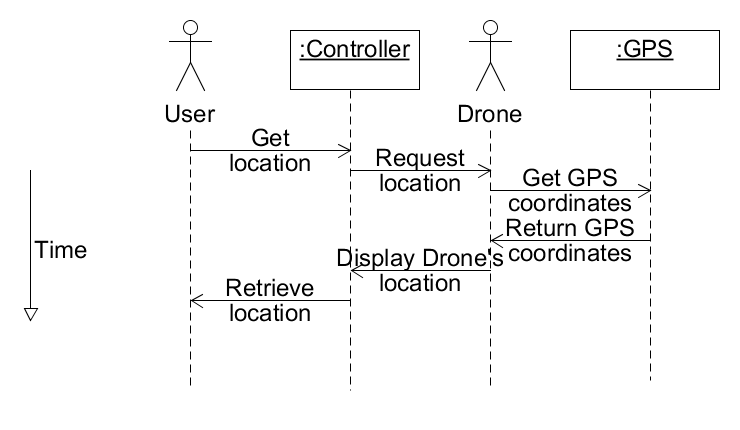 :Controller
:GPS
User
Drone
Get
location
Request
location
Get GPS
coordinates
Return GPS
coordinates
Time
Display Drone's
location
Retrieve
location